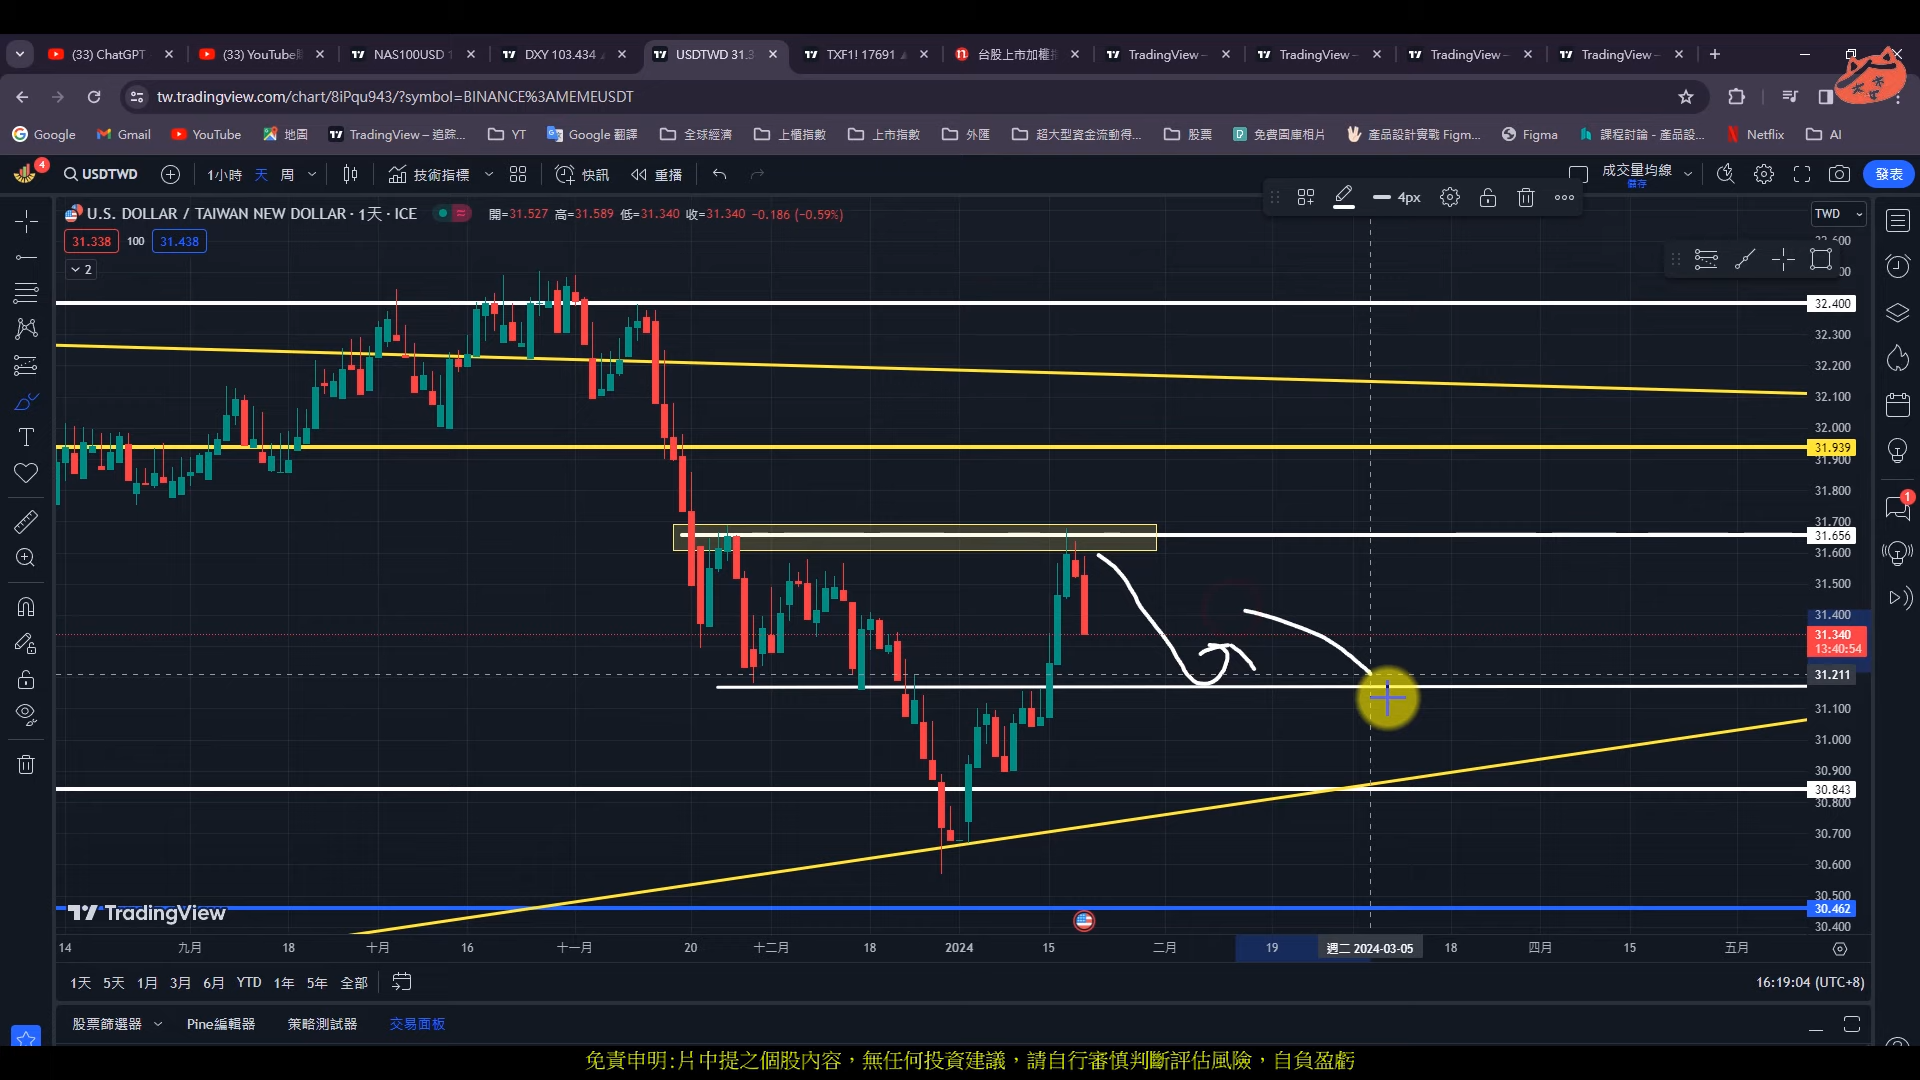 (33) ChatGPT
(33) YouTube
NAS100USD 1
DXY 103.434
USDTWD 31.3
TXF1! 17691
台股上市加權指
TradingView –
TradingView –
TradingView –
TradingView –
tw.tradingview.com/chart/8iPqu943/?symbol=BINANCE%3AMEMEUSDT
Google
Gmail
YouTube
地圖
TradingView – 追踪...
YT
Google 翻譯
全球經濟
上櫃指數
上市指數
外匯
超大型資金流動得...
股票
免費圖庫相片
產品設計實戰 Figm...
Figma
課程討論 - 產品設...
Netflix
AI
4
USDTWD
1小時
天
周
技術指標
快訊
重播
成交量均線
儲存
發表
4px
U.S. DOLLAR / TAIWAN NEW DOLLAR · 1天 · ICE
開=31.527 高=31.589 低=31.340 收=31.340 -0.186 (-0.59%)
TWD
31.338
100
31.438
2
32.400
32.300
32.200
32.100
32.000
31.939
31.900
31.800
31.700
31.656
31.600
31.500
31.400
31.340
13:40:54
31.211
31.100
31.000
30.900
30.843
30.800
30.700
30.600
30.500
30.462
30.400
1
TradingView
14
九月
18
十月
16
十一月
20
十二月
18
2024
15
二月
19
週二 2024-03-05
18
四月
15
五月
1天
5天
1月
3月
6月
YTD
1年
5年
全部
16:19:04 (UTC+8)
股票篩選器
Pine編輯器
策略測試器
交易面板
免責申明:片中提之個股內容，無任何投資建議，請自行審慎判斷評估風險，自負盈虧